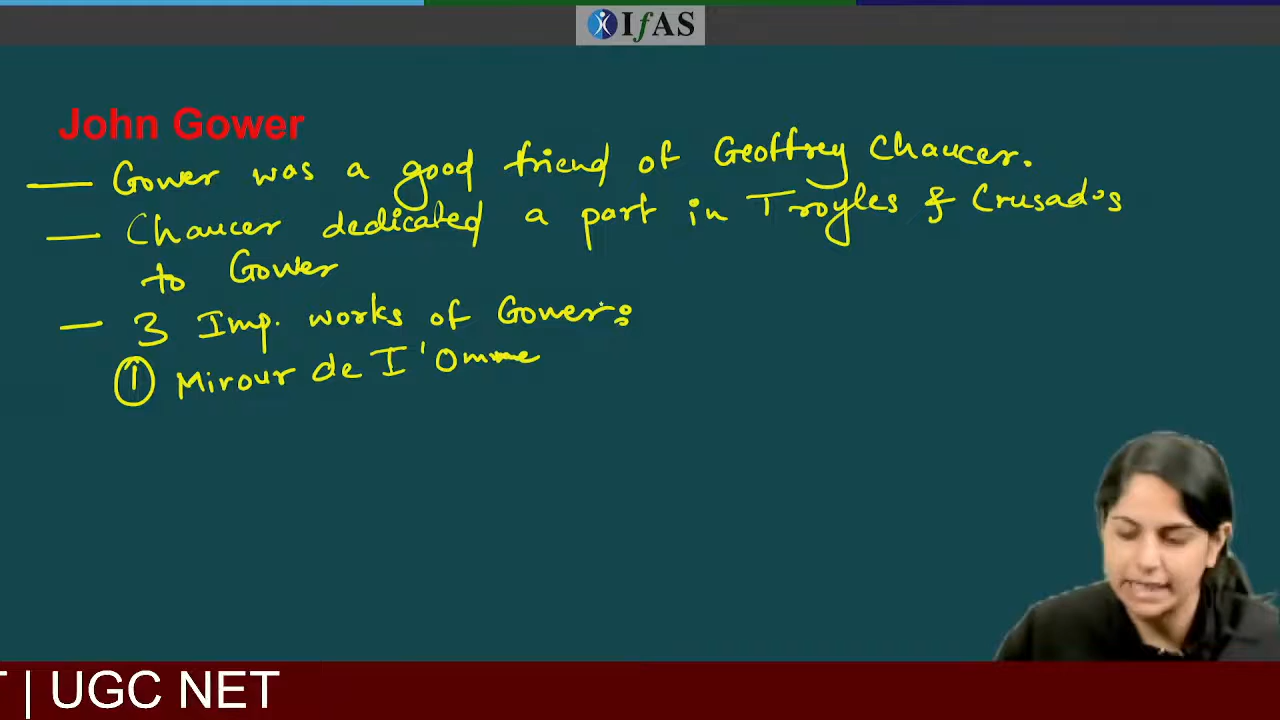 IfAS
John Gower
— Gower was a good friend of Geoffrey Chaucer.
— Chaucer dedicated a part in Troyles & Crusados
to Gower
— 3 Imp. works of Gower:
① Mirour de I'Omme
T | UGC NET